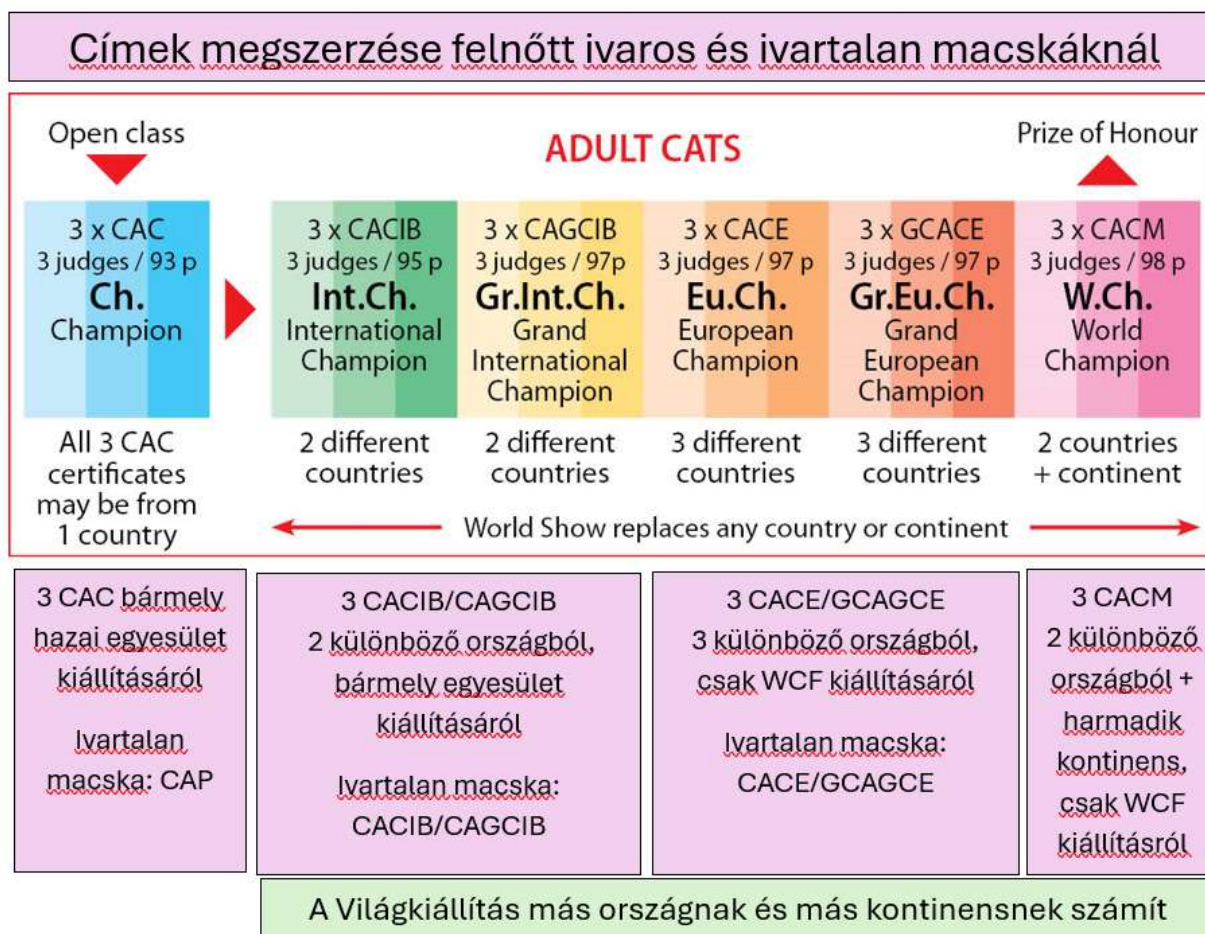 Címek megszerzése felnőtt ivaros és ivartalan macskáknál
Open class
ADULT CATS
Prize of Honour
3 x CAC
3 judges / 93 p
Ch.
Champion
3 x CACIB
3 judges / 95 p
Int.Ch.
International
Champion
3 x CAGCIB
3 judges / 97p
Gr.Int.Ch.
Grand
International
Champion
3 x CACE
3 judges / 97 p
Eu.Ch.
European
Champion
3 x GCACE
3 judges / 97 p
Gr.Eu.Ch.
Grand
European
Champion
3 x CACM
3 judges / 98 p
W.Ch.
World
Champion
All 3 CAC
certificates
may be from
1 country
2 different
countries
2 different
countries
3 different
countries
3 different
countries
2 countries
+ continent
World Show replaces any country or continent
3 CAC bármely
hazai egyesület
kiállításáról
Ivartalan
macska: CAP
3 CACIB/CAGCIB
2 különböző országból,
bármely egyesület
kiállításáról
Ivartalan macska:
CACIB/CAGCIB
3 CACE/GCAGCE
3 különböző országból,
csak WCF kiállításáról
Ivartalan macska:
CACE/GCAGCE
3 CACM
2 különböző
országból +
harmadik
kontinens,
csak WCF
kiállításról
A Világkiállítás más országnak és más kontinensnek számít